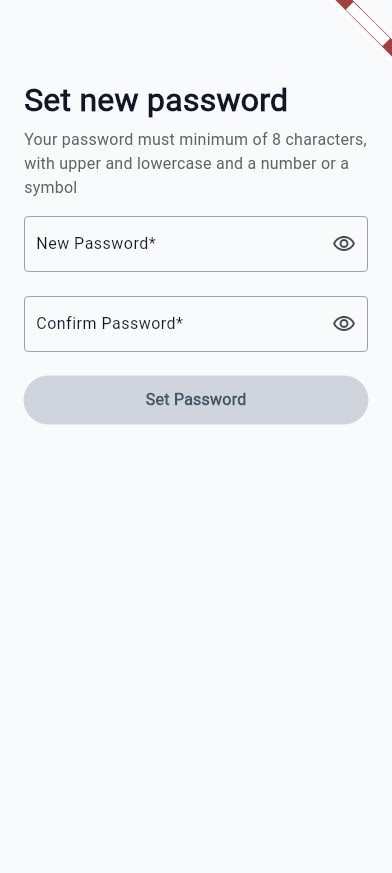 Set new password
Your password must minimum of 8 characters,
with upper and lowercase and a number or a
symbol
New Password*
Confirm Password*
Set Password